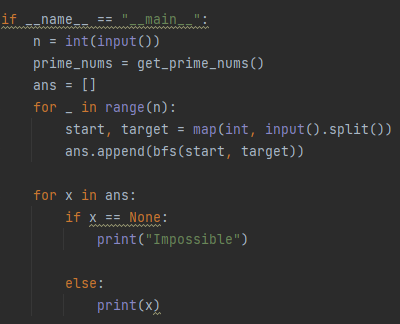 if __name__ == "__main__":
    n = int(input())
    prime_nums = get_prime_nums()
    ans = []
    for _ in range(n):
        start, target = map(int, input().split())
        ans.append(bfs(start, target))

    for x in ans:
        if x == None:
            print("Impossible")

        else:
            print(x)